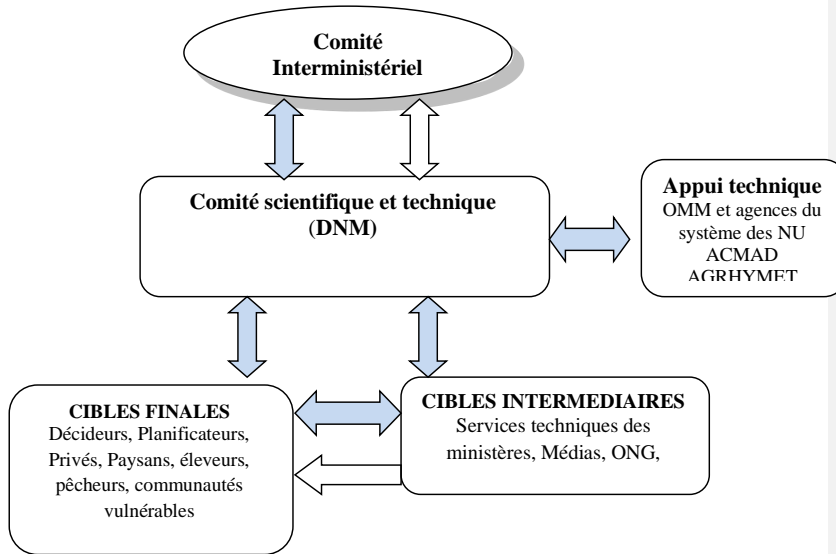 Comité
Interministériel
Comité scientifique et technique
(DNM)
Appui technique
OMM et agences du
système des NU
ACMAD
AGRHYMET
CIBLES FINALES
Décideurs, Planificateurs,
Privés, Paysans, éleveurs,
pêcheurs, communautés
vulnérables
CIBLES INTERMEDIAIRES
Services techniques des
ministères, Médias, ONG,